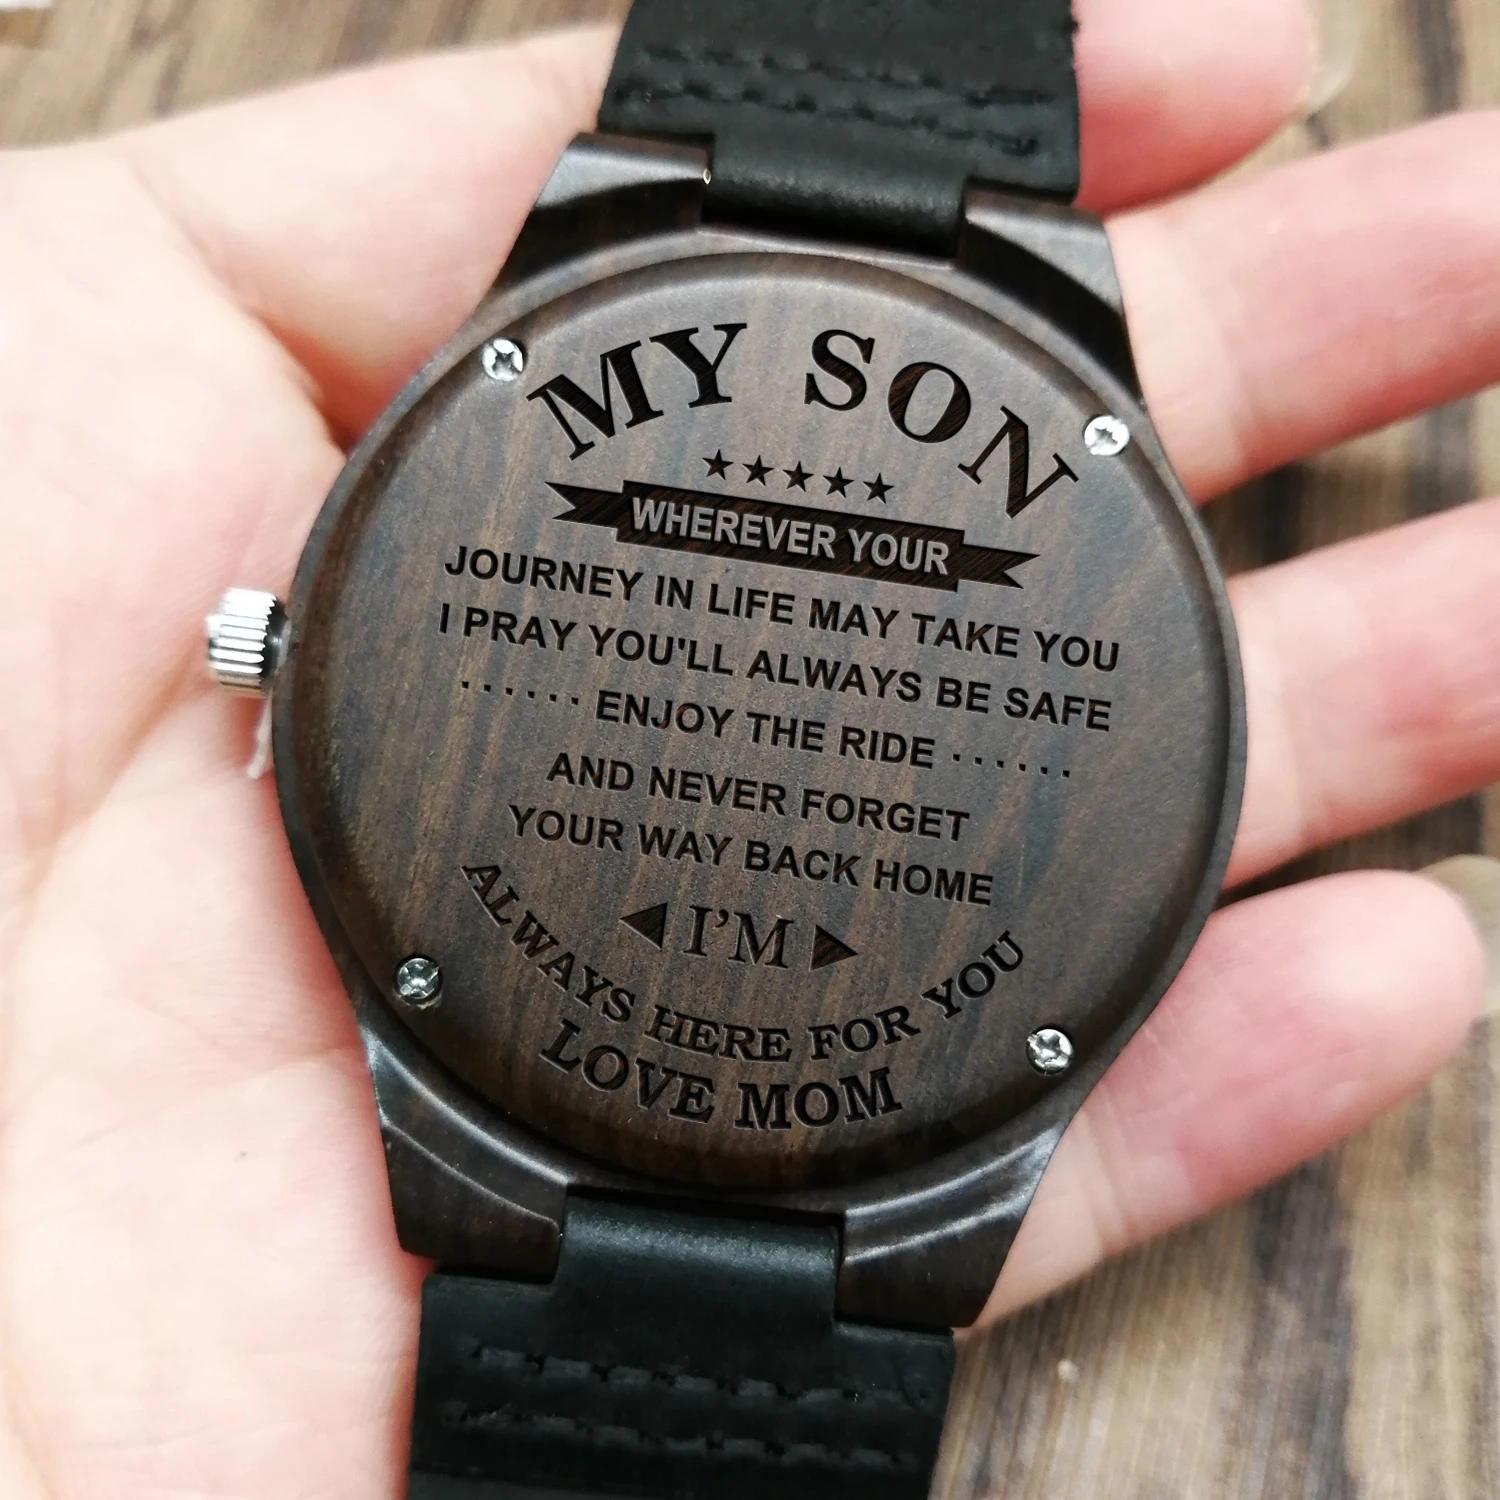 MY SON
WHEREVER YOUR
JOURNEY IN LIFE MAY TAKE YOU
I PRAY YOU'LL ALWAYS BE SAFE
······ ENJOY THE RIDE ······
AND NEVER FORGET
YOUR WAY BACK HOME
I'M
ALWAYS HERE FOR YOU
LOVE MOM